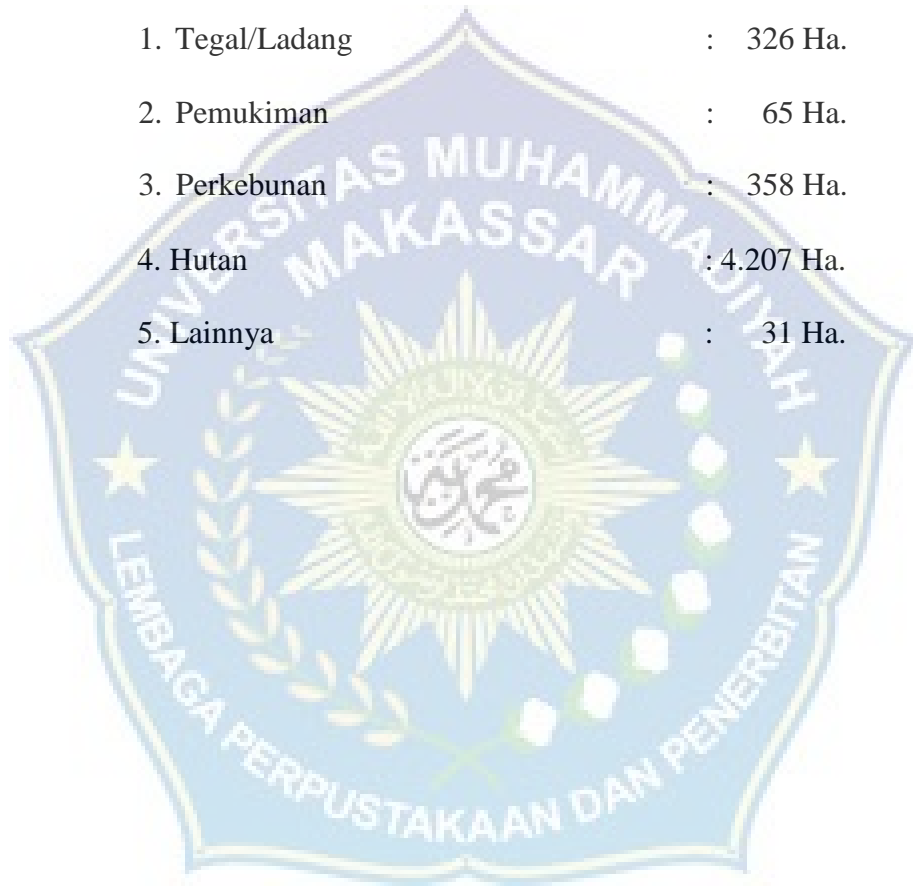 1. Tegal/Ladang : 326 Ha.
2. Pemukiman : 65 Ha.
3. Perkebunan : 358 Ha.
4. Hutan : 4.207 Ha.
5. Lainnya : 31 Ha.
UNIVERSITAS MUHAMMADIYAH
MAKASSAR
LEMBAGA PERPUSTAKAAN DAN PENERBITAN